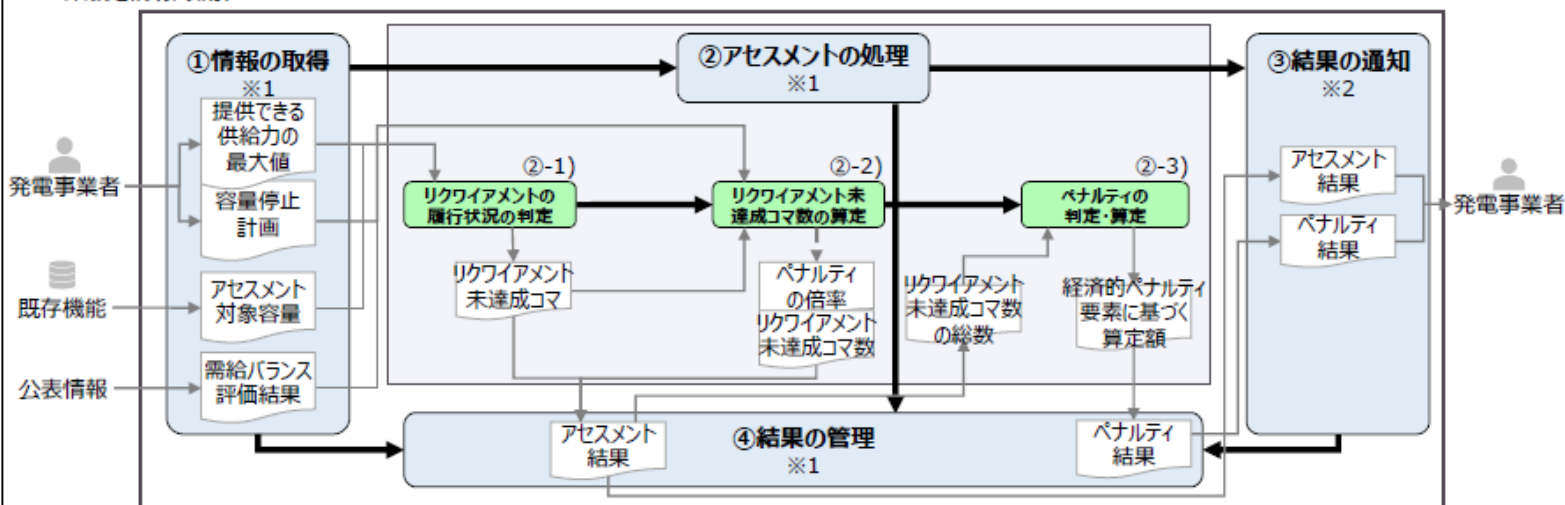 ①情報の取得
※1
提供できる
供給力の
最大値
容量停止
計画
アセスメント
対象容量
需給バランス
評価結果
発電事業者
既存機能
公表情報
②アセスメントの処理
※1
②-1)
リクワイアメントの
履行状況の判定
リクワイアメント
未達成コマ
②-2)
リクワイアメント未
達成コマ数の算定
ペナルティ
の倍率
リクワイアメント
未達成コマ数
②-3)
ペナルティの
判定・算定
リクワイアメント
未達成コマ数
の総数
経済的ペナルティ
要素に基づく
算定額
③結果の通知
※2
アセスメント
結果
ペナルティ
結果
発電事業者
④結果の管理
※1
アセスメント
結果
ペナルティ
結果